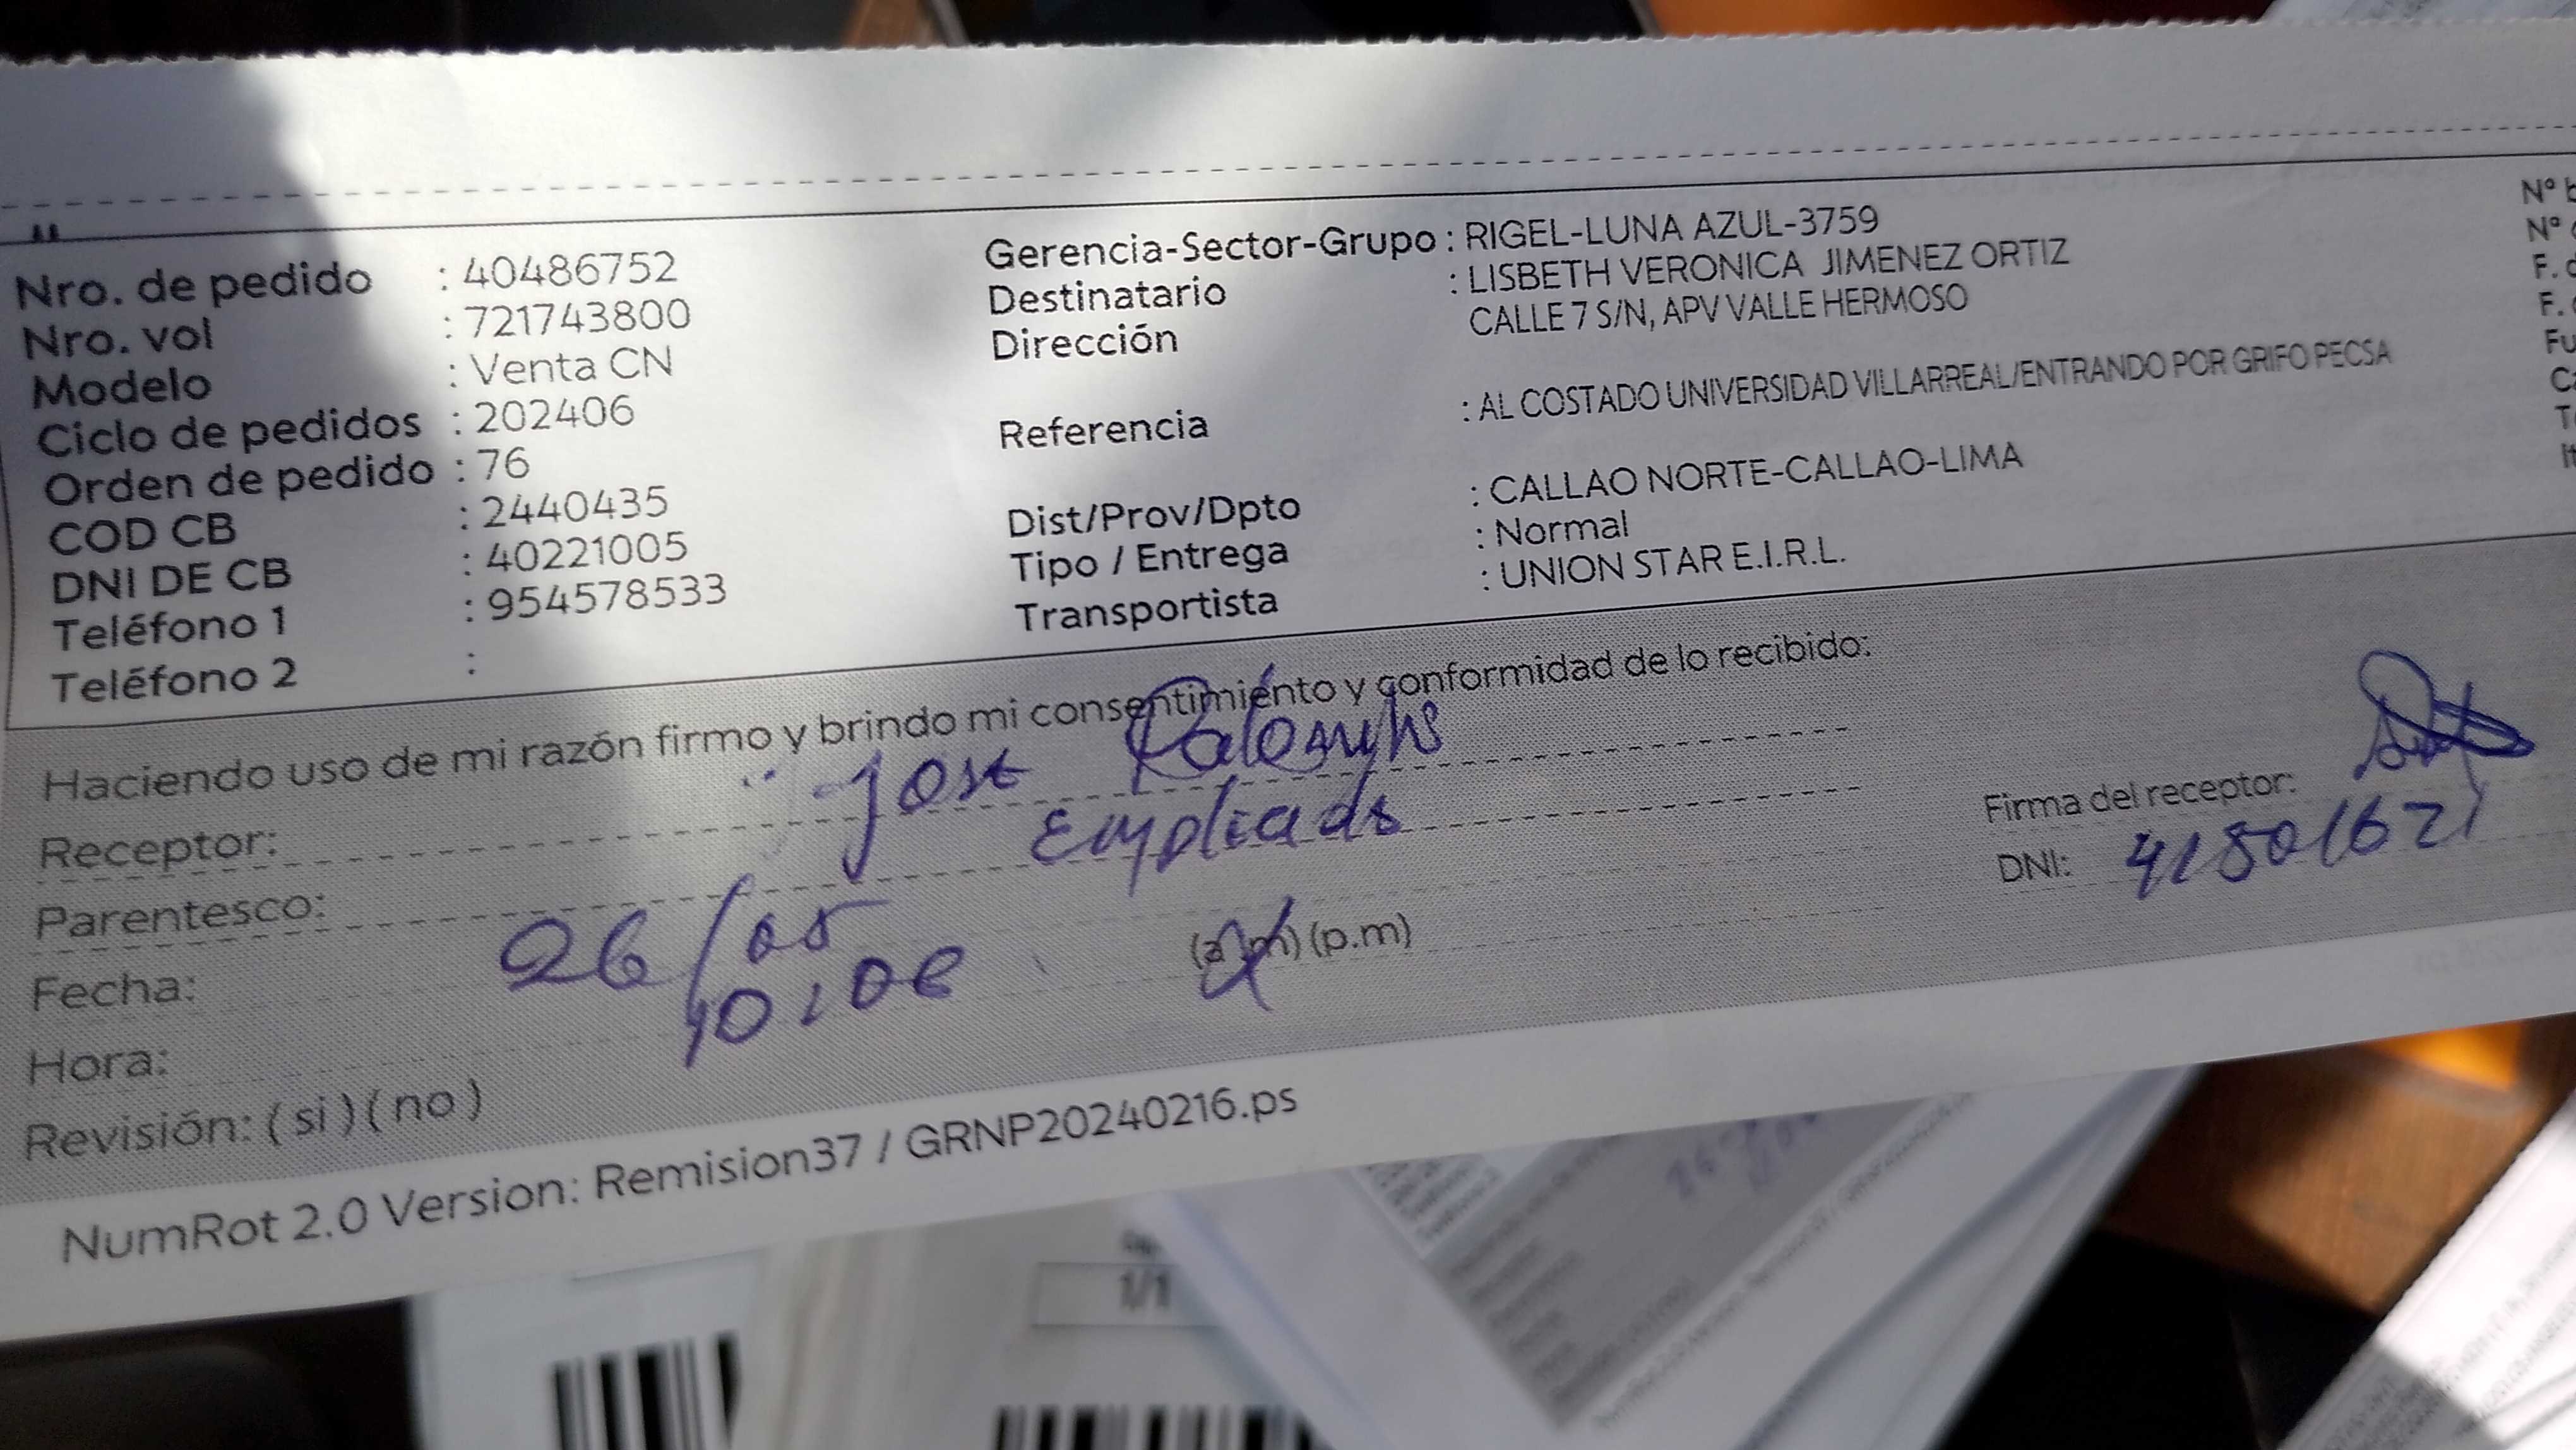 Nro. de pedido : 40486752
Nro. vol : 721743800
Modelo : Venta CN
Ciclo de pedidos : 202406
Orden de pedido : 76
COD CB : 2440435
DNI DE CB : 40221005
Teléfono 1 : 954578533
Teléfono 2 :
Gerencia-Sector-Grupo : RIGEL-LUNA AZUL-3759
Destinatario : LISBETH VERONICA JIMENEZ ORTIZ
Dirección CALLE 7 S/N, APV VALLE HERMOSO
Referencia : AL COSTADO UNIVERSIDAD VILLARREAL/ENTRANDO POR GRIFO PECSA
Dist/Prov/Dpto : CALLAO NORTE-CALLAO-LIMA
Tipo / Entrega : Normal
Transportista : UNION STAR E.I.R.L.
Nº
Nº
F.
F.
Haciendo uso de mi razón firmo y brindo mi consentimiento y conformidad de lo recibido:
Receptor: Jose
Parentesco: Empleado
Fecha: 26/05
Hora: (a.m) (p.m)
Revisión: ( si ) ( no )
Firma del receptor:
DNI:
NumRot 2.0 Version: Remision37 / GRNP20240216.ps
1/1